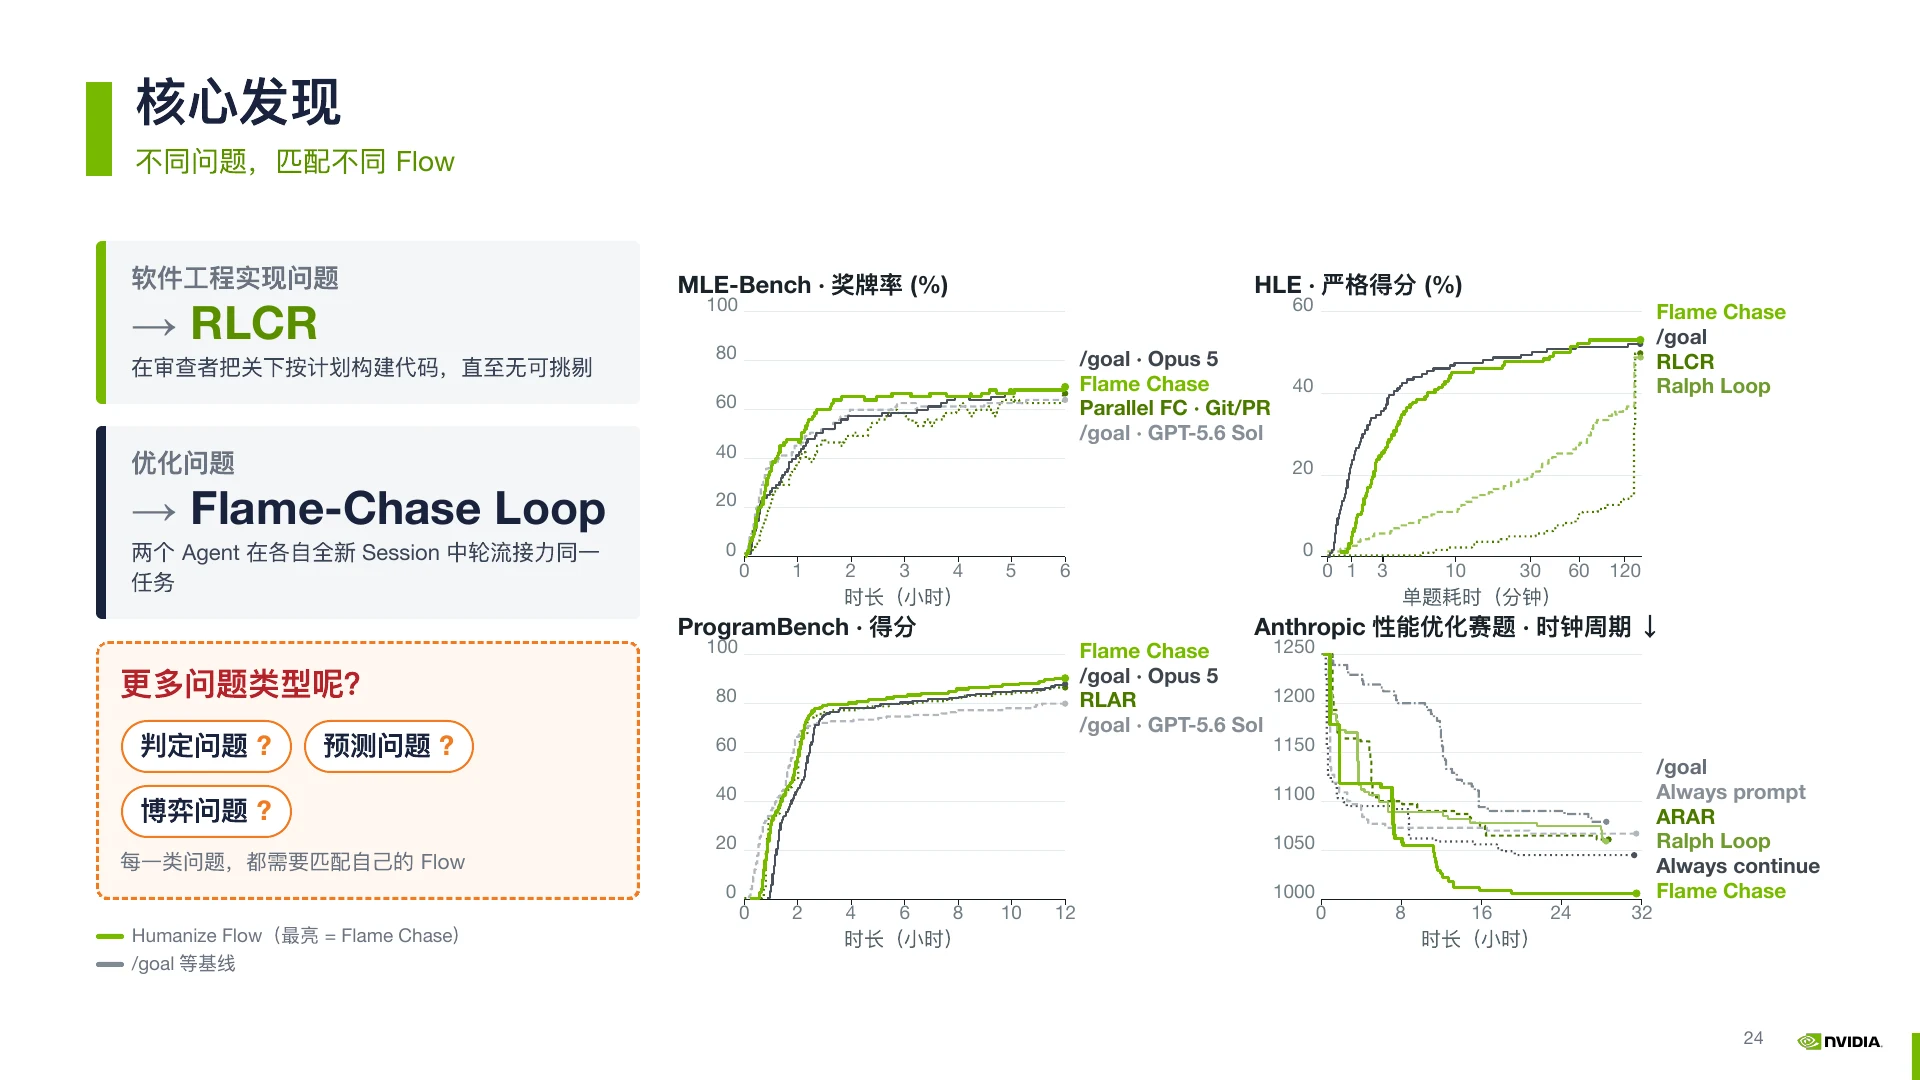 核心发现
不同问题，匹配不同 Flow
软件工程实现问题
→ RLCR
在审查者把关下按计划构建代码，直至无可挑剔
优化问题
→ Flame-Chase Loop
两个 Agent 在各自全新 Session 中轮流接力同一
任务
更多问题类型呢?
判定问题 ?
预测问题 ?
博弈问题 ?
每一类问题，都需要匹配自己的 Flow
Humanize Flow（最亮 = Flame Chase）
/goal 等基线
MLE-Bench · 奖牌率 (%)
100
80
60
40
20
0
0 1 2 3 4 5 6
时长（小时）
/goal · Opus 5
Flame Chase
Parallel FC · Git/PR
/goal · GPT-5.6 Sol
HLE · 严格得分 (%)
60
40
20
0
0 1 3 10 30 60 120
单题耗时（分钟）
Flame Chase
/goal
RLCR
Ralph Loop
ProgramBench · 得分
100
80
60
40
20
0
0 2 4 6 8 10 12
时长（小时）
Flame Chase
/goal · Opus 5
RLAR
/goal · GPT-5.6 Sol
Anthropic 性能优化赛题 · 时钟周期 ↓
1250
1200
1150
1100
1050
1000
0 8 16 24 32
时长（小时）
/goal
Always prompt
ARAR
Ralph Loop
Always continue
Flame Chase
24
NVIDIA